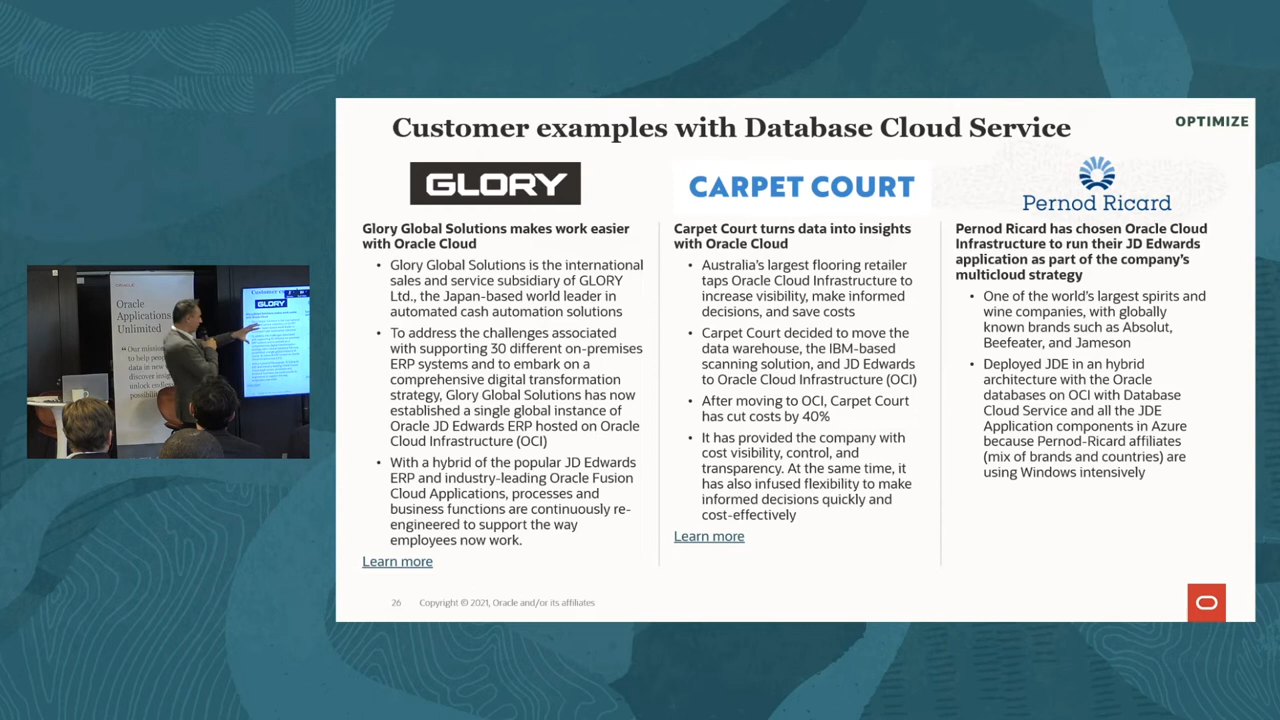 Customer examples with Database Cloud Service
OPTIMIZE
GLORY
Glory Global Solutions makes work easier
with Oracle Cloud
• Glory Global Solutions is the international
sales and service subsidiary of GLORY
Ltd., the Japan-based world leader in
automated cash automation solutions
• To address the challenges associated
with supporting 30 different on-premises
ERP systems and to embark on a
comprehensive digital transformation
strategy, Glory Global Solutions has now
established a single global instance of
Oracle JD Edwards ERP hosted on Oracle
Cloud Infrastructure (OCI)
• With a hybrid of the popular JD Edwards
ERP and industry-leading Oracle Fusion
Cloud Applications, processes and
business functions are continuously re-
engineered to support the way
employees now work.
Learn more
CARPET COURT
Carpet Court turns data into insights
with Oracle Cloud
• Australia's largest flooring retailer
taps Oracle Cloud Infrastructure to
increase visibility, make informed
decisions, and save costs
• Carpet Court decided to move the
data warehouse, the IBM-based
scanning solution, and JD Edwards
to Oracle Cloud Infrastructure (OCI)
• After moving to OCI, Carpet Court
has cut costs by 40%
• It has provided the company with
cost visibility, control, and
transparency. At the same time, it
has also infused flexibility to make
informed decisions quickly and
cost-effectively
Learn more
Pernod Ricard
Pernod Ricard has chosen Oracle Cloud
Infrastructure to run their JD Edwards
application as part of the company's
multicloud strategy
• One of the world's largest spirits and
wine companies, with globally
known brands such as Absolut,
Beefeater, and Jameson
• Deployed JDE in an hybrid
architecture with the Oracle
databases on OCI with Database
Cloud Service and all the JDE
Application components in Azure
because Pernod-Ricard affiliates
(mix of brands and countries) are
using Windows intensively
26 Copyright © 2021, Oracle and/or its affiliates
Oracle
Applications
Unlimited
“Our mission
to help people
data in new
discover
unlock
GLORY